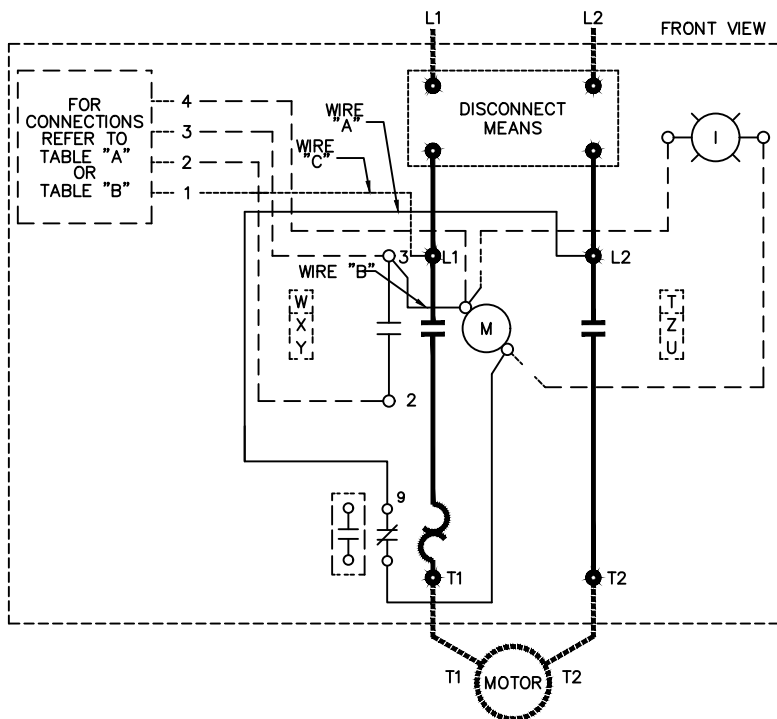 L1
L2
FRONT VIEW
FOR
CONNECTIONS
REFER TO
TABLE "A"
OR
TABLE "B"
4
3
2
1
WIRE
"A"
WIRE
"C"
DISCONNECT
MEANS
I
3
L1
L2
WIRE "B"
W
X
Y
M
T
Z
U
2
9
T1
T2
T1
MOTOR
T2